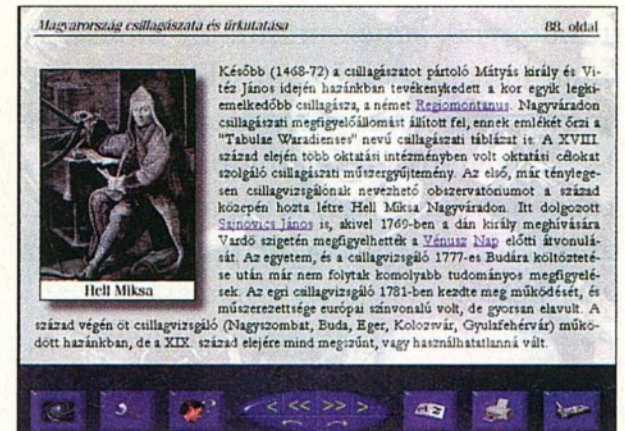 Magyarország csillagászata és űrkutatása 88. oldal
Később (1468-72) a csillagászatot pártoló Mátyás király és Vi-
téz János idején hazánkban tevékenykedett a kor egyik legki-
emelkedőbb csillagásza, a német Regiomontanus. Nagyváradon
csillagászati megfigyelőállomást állított fel, ennek emlékét őrzi a
"Tabulae Waradienses" nevű csillagászati táblázat is. A XVIII.
század elején több oktatási intézményben volt oktatási célokat
szolgáló csillagászati műszergyűjtemény. Az első, már ténylege-
sen csillagvizsgálónak nevezhető obszervatóriumot a század
közepén hozta létre Hell Miksa Nagyváradon. Itt dolgozott
Sajnovics János is, akivel 1769-ben a dán király meghívására
Vardö szigetén megfigyelhették a Vénusz Nap előtti átvonulá-
sát. Az egyetem, és a csillagvizsgáló 1777-es Budára költözteté-
se után már nem folytak komolyabb tudományos megfigyelé-
sek. Az egri csillagvizsgáló 1781-ben kezdte meg működését, és
műszerezettsége európai színvonalú volt, de gyorsan elavult. A
század végén öt csillagvizsgáló (Nagyszombat, Buda, Eger, Kolozsvár, Gyulafehérvár) műkö-
dött hazánkban, de a XIX. század elejére mind megszűnt, vagy használhatatlanná vált.
Hell Miksa
< << >> >